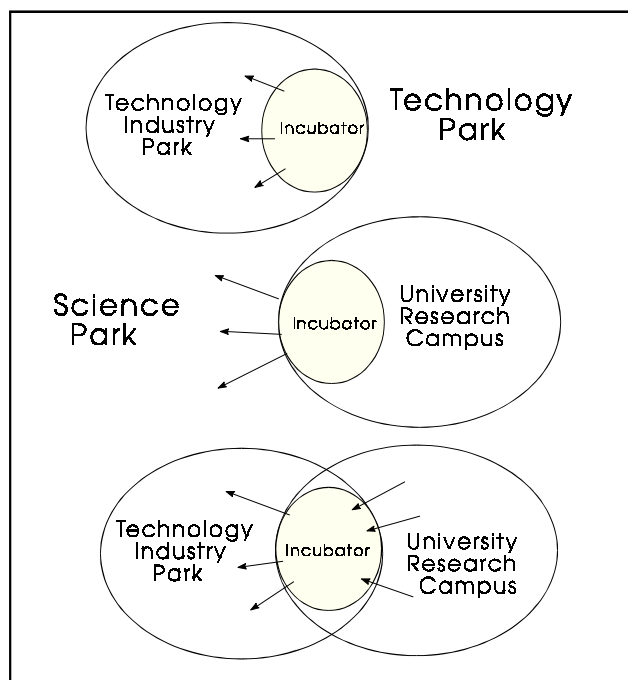 Technology
Industry
Park
Incubator
Technology
Park
Science
Park
Incubator
University
Research
Campus
Technology
Industry
Park
Incubator
University
Research
Campus